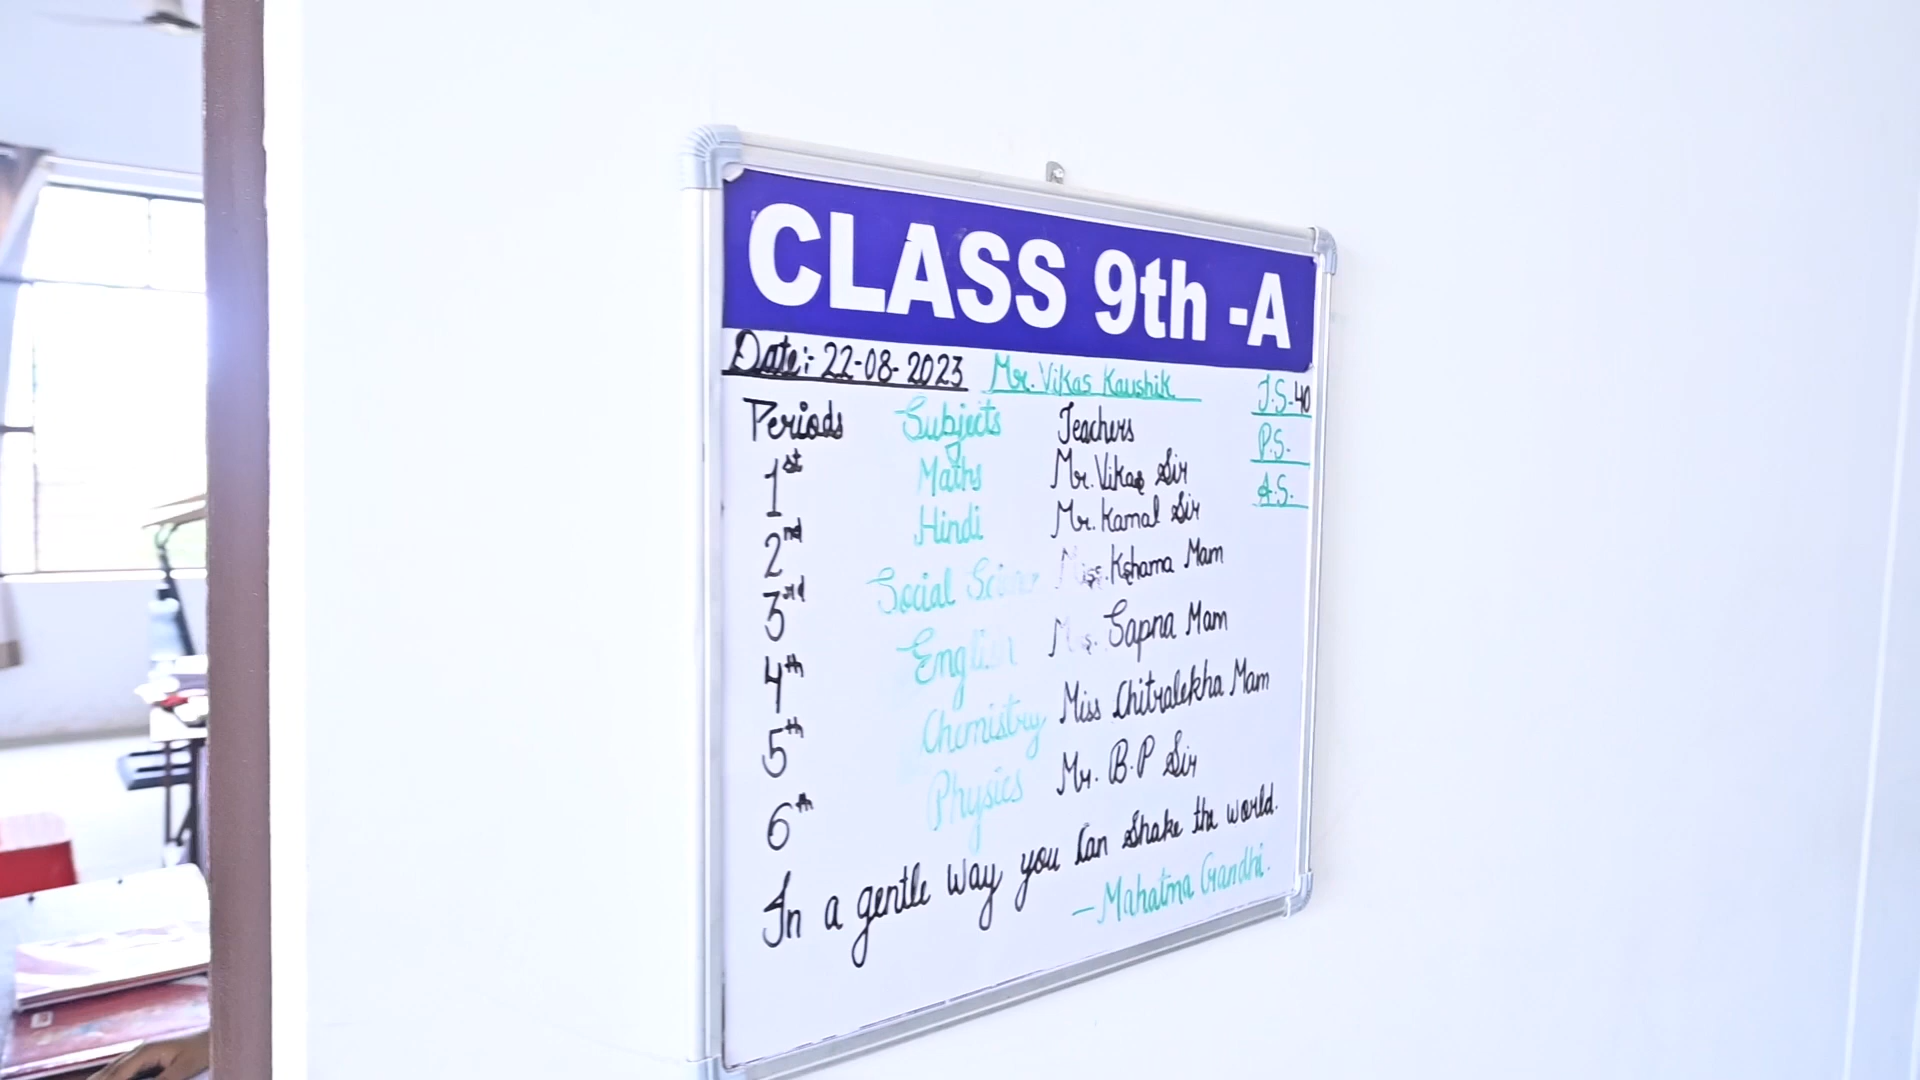 CLASS 9th -A
Date:- 22-08-2023 Mr. Vikas Kaushik T.S-40
Periods Subjects Teachers P.S.
1st Maths Mr. Vikas Sir A.S.
2nd Hindi Mr. Kamal Sir
3rd Social Science Miss. Kshama Mam
4th English Sapna Mam
5th Chemistry Miss Chitralekha Mam
6th Physics Mr. B.P Sir
In a gentle way you can shake the world.
- Mahatma Gandhi.